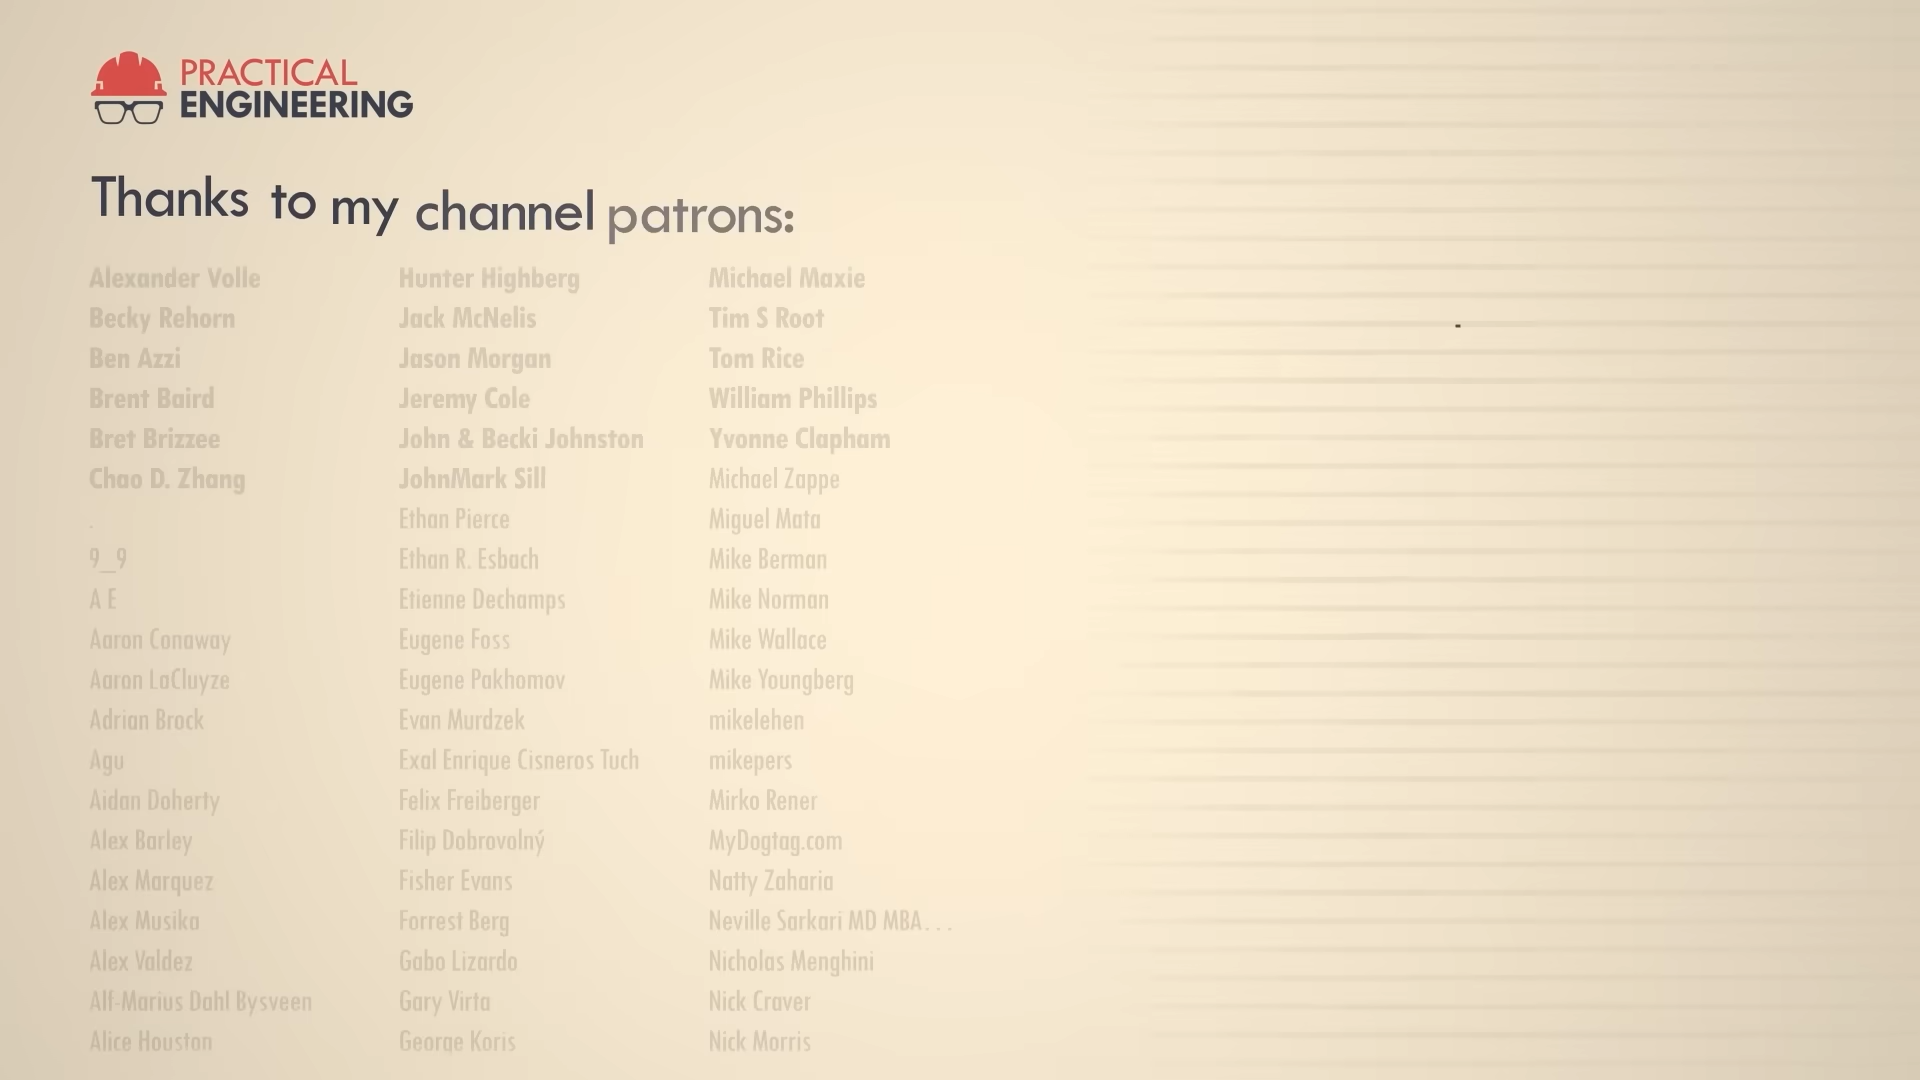 PRACTICAL
ENGINEERING
Thanks to my channel patrons:
Alexander Volle
Becky Rehorn
Ben Azzi
Brent Baird
Bret Brizzee
Chao D. Zhang
.
9_9
A E
Aaron Conaway
Aaron LaCluyze
Adrian Brock
Agu
Aidan Doherty
Alex Barley
Alex Marquez
Alex Musika
Alex Valdez
Alf-Marius Dahl Bysveen
Alice Houston
Hunter Highberg
Jack McNelis
Jason Morgan
Jeremy Cole
John & Becki Johnston
JohnMark Sill
Ethan Pierce
Ethan R. Esbach
Etienne Dechamps
Eugene Foss
Eugene Pakhomov
Evan Murdzek
Exal Enrique Cisneros Tuch
Felix Freiberger
Filip Dobrovolný
Fisher Evans
Forrest Berg
Gabo Lizardo
Gary Virta
George Koris
Michael Maxie
Tim S Root
Tom Rice
William Phillips
Yvonne Clapham
Michael Zappe
Miguel Mata
Mike Berman
Mike Norman
Mike Wallace
Mike Youngberg
mikelehen
mikepers
Mirko Rener
MyDogtag.com
Natty Zaharia
Neville Sarkari MD MBA . . .
Nicholas Menghini
Nick Craver
Nick Morris